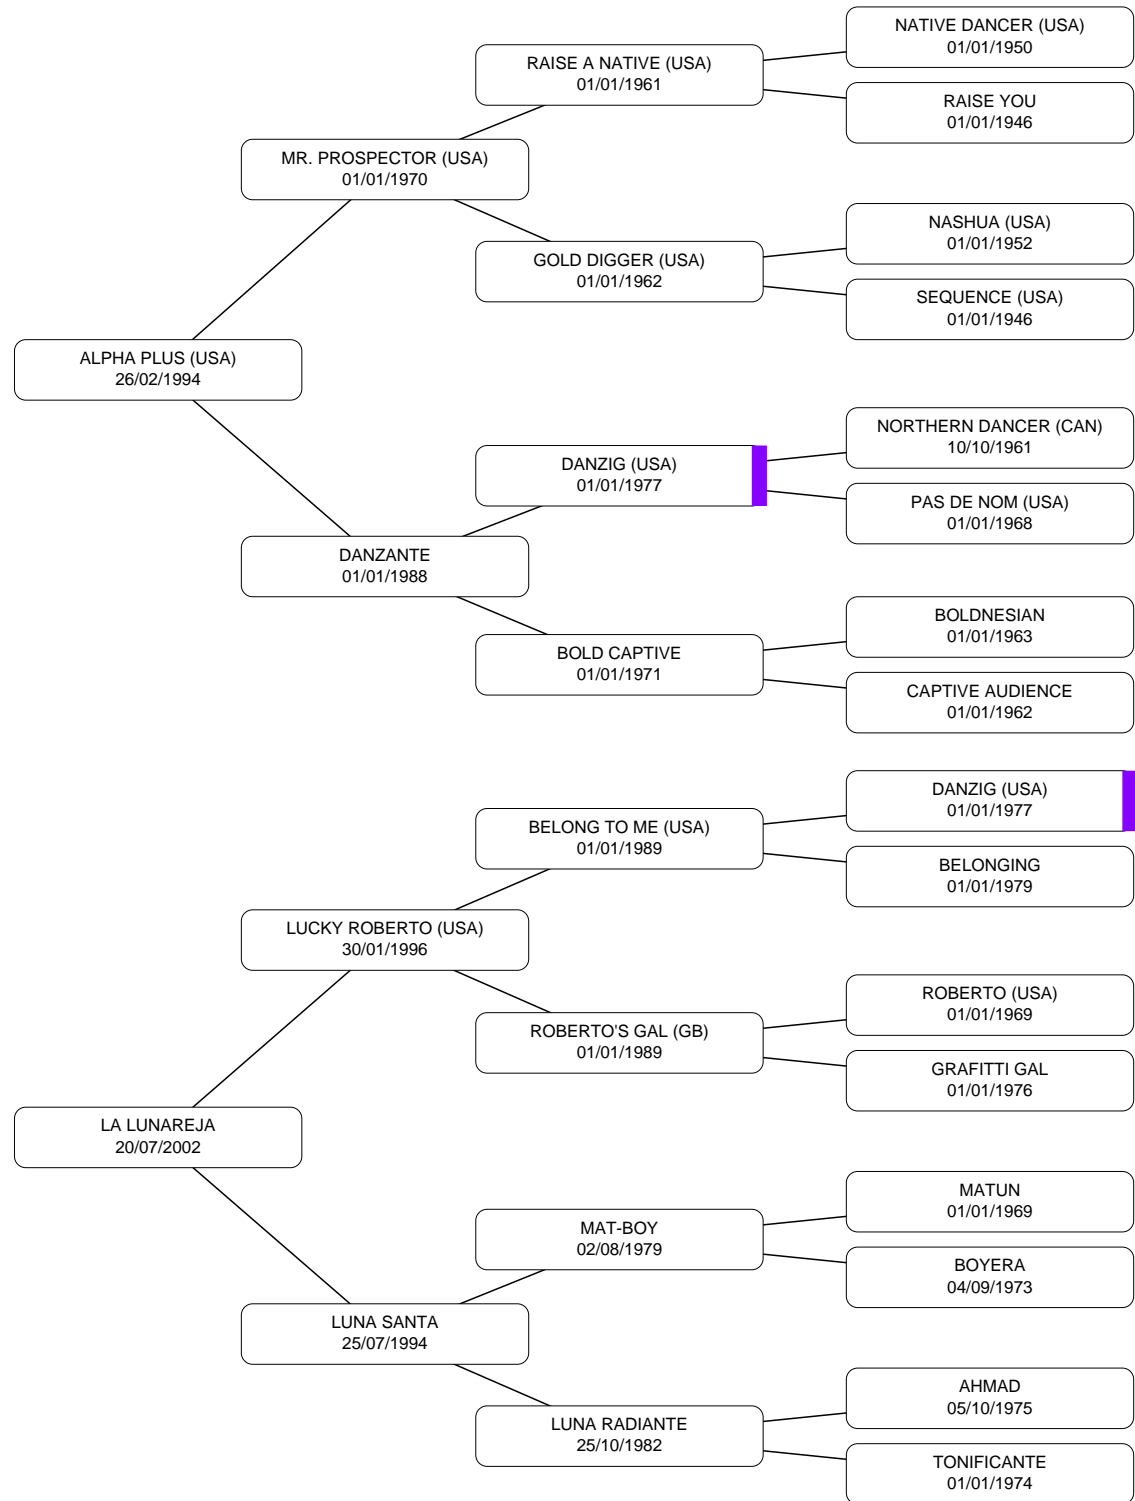 NATIVE DANCER (USA)
01/01/1950
RAISE A NATIVE (USA)
01/01/1961
RAISE YOU
01/01/1946
MR. PROSPECTOR (USA)
01/01/1970
NASHUA (USA)
01/01/1952
GOLD DIGGER (USA)
01/01/1962
SEQUENCE (USA)
01/01/1946
ALPHA PLUS (USA)
26/02/1994
NORTHERN DANCER (CAN)
10/10/1961
DANZIG (USA)
01/01/1977
PAS DE NOM (USA)
01/01/1968
DANZANTE
01/01/1988
BOLDNESIAN
01/01/1963
BOLD CAPTIVE
01/01/1971
CAPTIVE AUDIENCE
01/01/1962
DANZIG (USA)
01/01/1977
BELONG TO ME (USA)
01/01/1989
BELONGING
01/01/1979
LUCKY ROBERTO (USA)
30/01/1996
ROBERTO (USA)
01/01/1969
ROBERTO'S GAL (GB)
01/01/1989
GRAFITTI GAL
01/01/1976
LA LUNAREJA
20/07/2002
MATUN
01/01/1969
MAT-BOY
02/08/1979
BOYERA
04/09/1973
LUNA SANTA
25/07/1994
AHMAD
05/10/1975
LUNA RADIANTE
25/10/1982
TONIFICANTE
01/01/1974